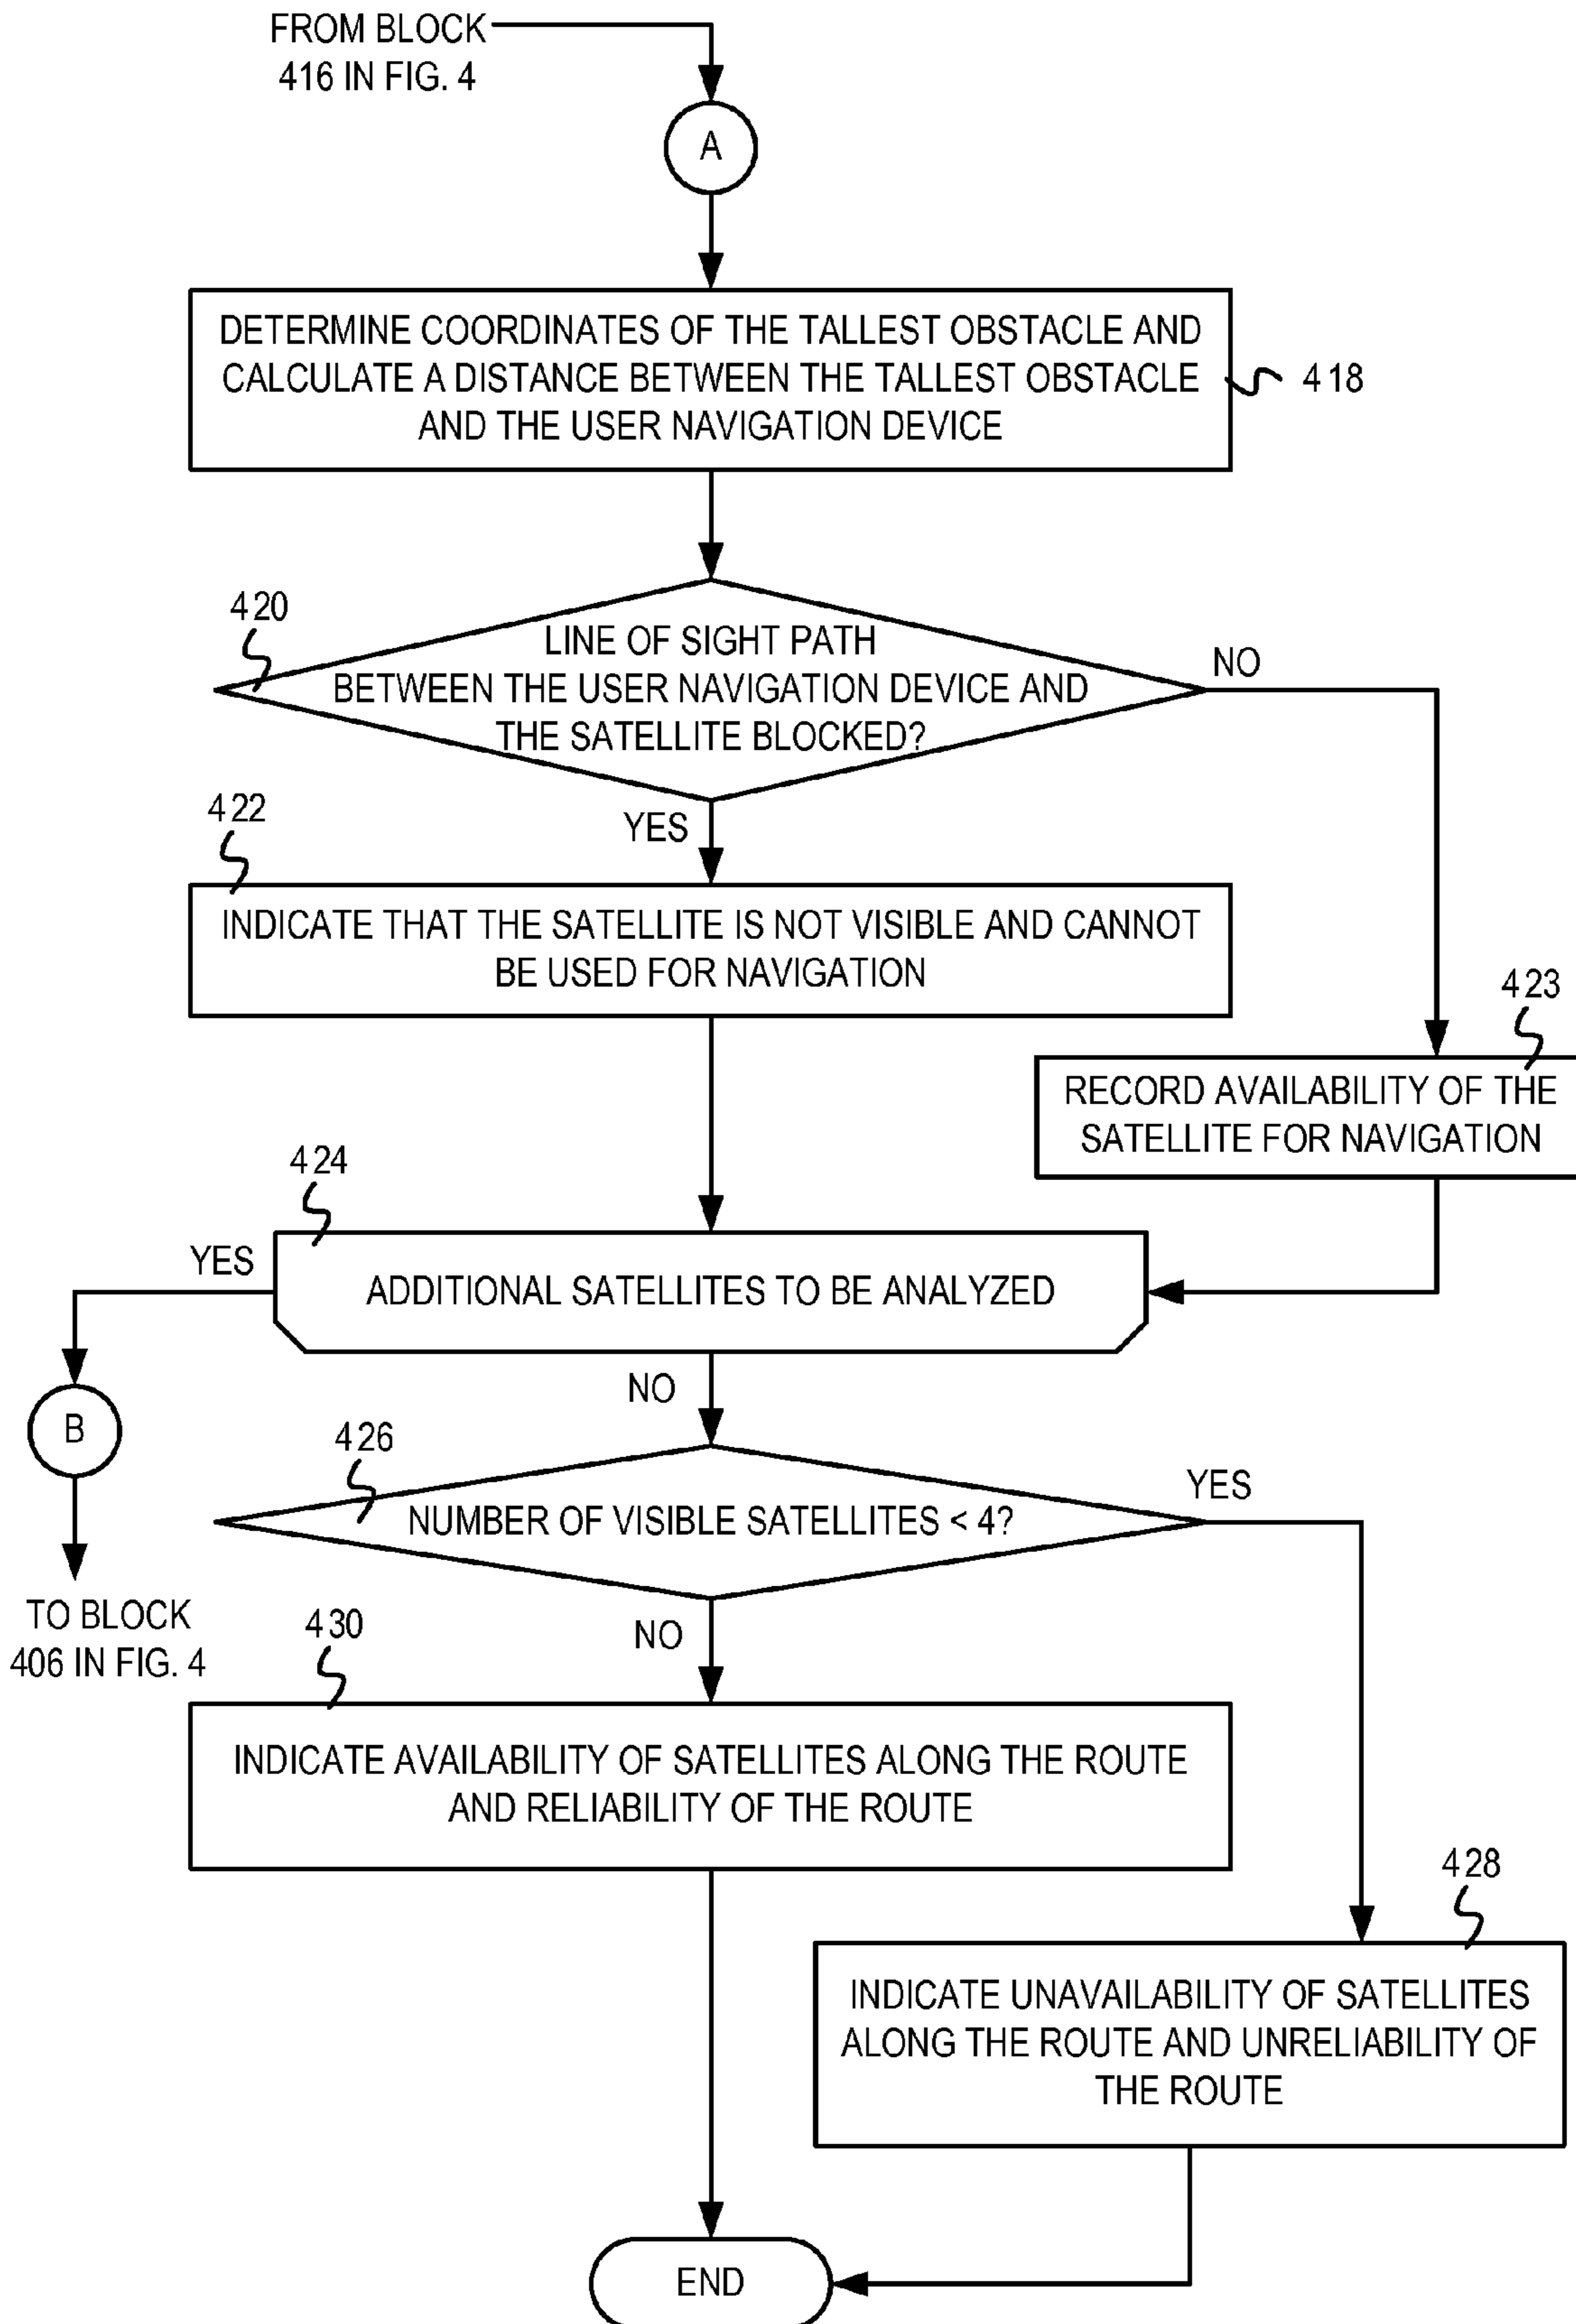 FROM BLOCK
416 IN FIG. 4
A
DETERMINE COORDINATES OF THE TALLEST OBSTACLE AND
CALCULATE A DISTANCE BETWEEN THE TALLEST OBSTACLE
AND THE USER NAVIGATION DEVICE
418
420
LINE OF SIGHT PATH
BETWEEN THE USER NAVIGATION DEVICE AND
THE SATELLITE BLOCKED?
NO
YES
422
INDICATE THAT THE SATELLITE IS NOT VISIBLE AND CANNOT
BE USED FOR NAVIGATION
423
RECORD AVAILABILITY OF THE
SATELLITE FOR NAVIGATION
424
YES
ADDITIONAL SATELLITES TO BE ANALYZED
NO
B
TO BLOCK
406 IN FIG. 4
426
NUMBER OF VISIBLE SATELLITES < 4?
YES
NO
430
INDICATE AVAILABILITY OF SATELLITES ALONG THE ROUTE
AND RELIABILITY OF THE ROUTE
428
INDICATE UNAVAILABILITY OF SATELLITES
ALONG THE ROUTE AND UNRELIABILITY OF
THE ROUTE
END